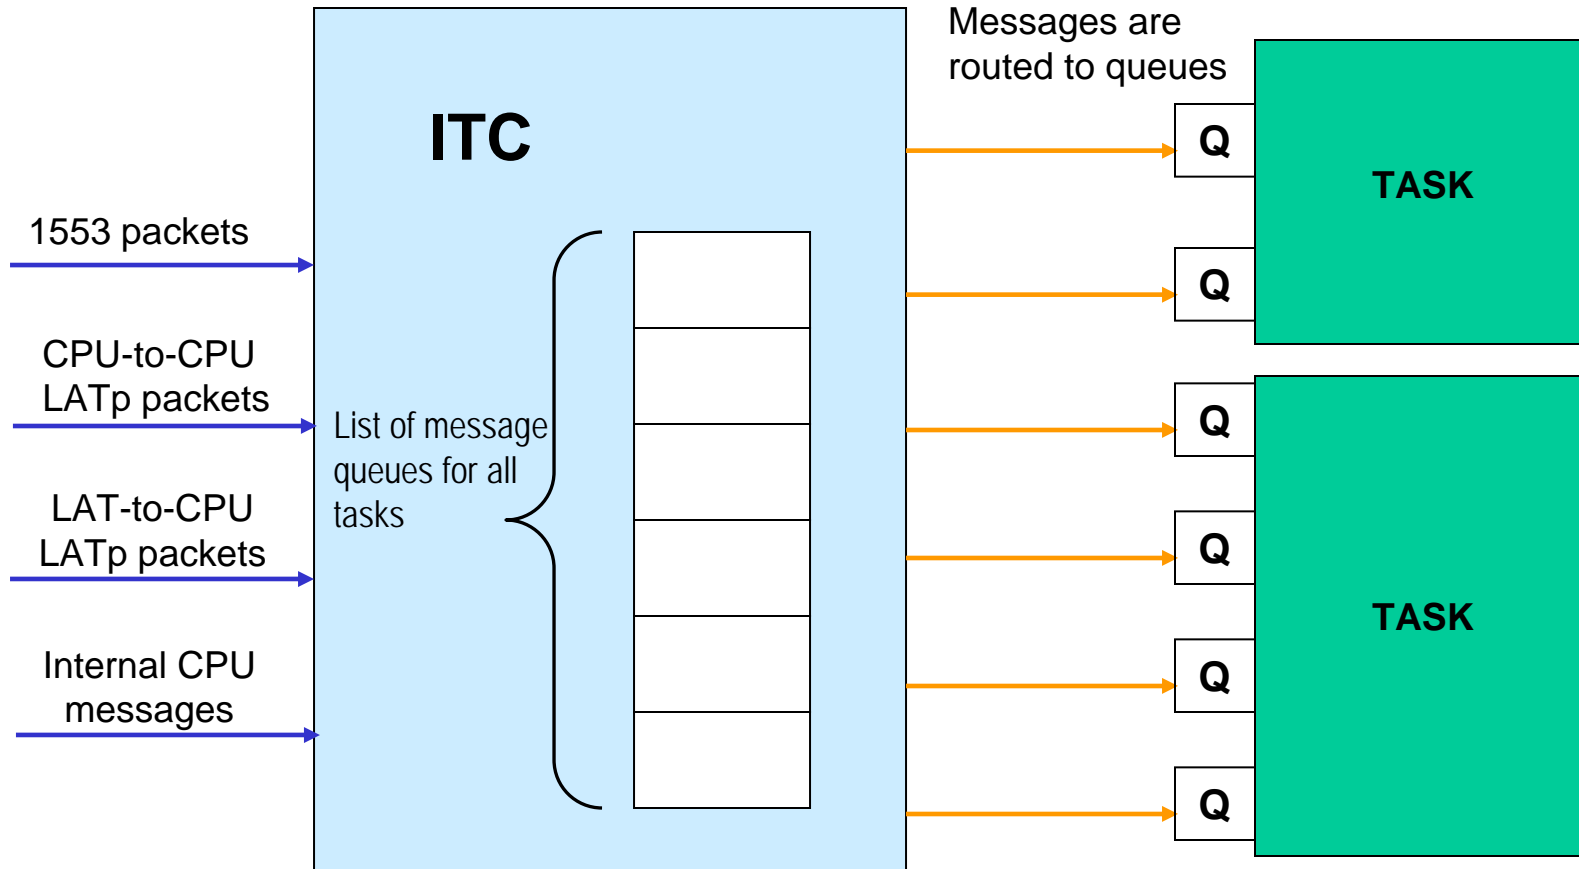 ITC
1553 packets
CPU-to-CPU
LATp packets
LAT-to-CPU
LATp packets
Internal CPU
messages
List of message
queues for all
tasks
Messages are
routed to queues
Q
Q
TASK
Q
Q
Q
Q
TASK